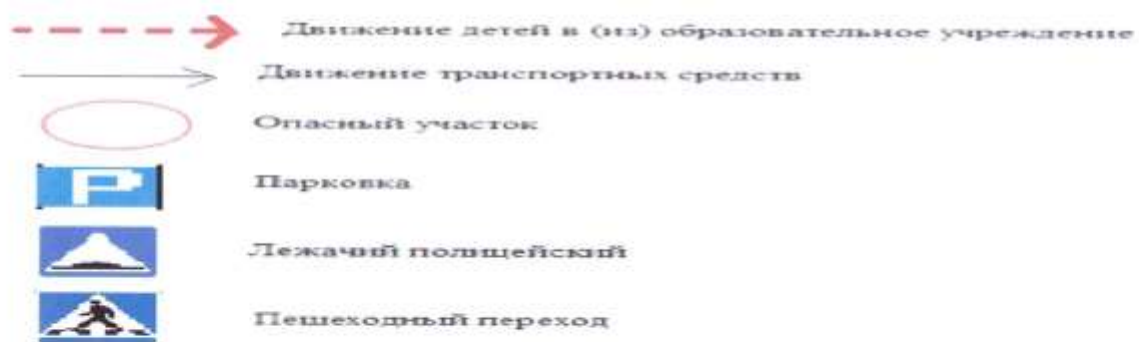 Движение детей в (из) образовательное учреждение
Движение транспортных средств
Опасный участок
P
Парковка
Лежачий полицейский
Пешеходный переход